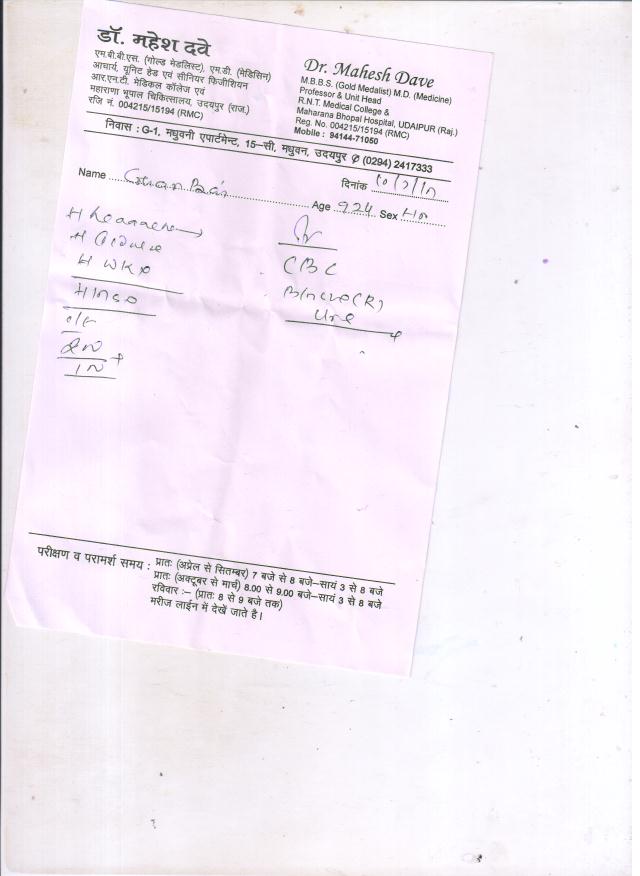 डॉ. महेश दवे
एम.बी.बी.एस. (गोल्ड मेडलिस्ट), एम.डी. (मेडिसिन)
आचार्य, यूनिट हेड एवं सीनियर फिजीशियन
आर.एन.टी. मेडिकल कॉलेज एवं
महाराणा भूपाल चिकित्सालय, उदयपुर (राज.)
रजि नं. 004215/15194 (RMC)
Dr. Mahesh Dave
M.B.B.S. (Gold Medalist) M.D. (Medicine)
Professor & Unit Head
R.N.T. Medical College &
Maharana Bhopal Hospital, UDAIPUR (Raj.)
Reg. No. 004215/15194 (RMC)
Mobile : 94144-71050
निवास : G-1, मधुवनी एपार्टमेन्ट, 15–सी, मधुवन, उदयपुर ✆ (0294) 2417333
Name
दिनांक
Age Sex
CBC
परीक्षण व परामर्श समय : प्रातः (अप्रेल से सितम्बर) 7 बजे से 8 बजे–सायं 3 से 8 बजे
प्रातः (अक्टूबर से मार्च) 8.00 से 9.00 बजे–सायं 3 से 8 बजे
रविवार :– (प्रातः 8 से 9 बजे तक)
मरीज लाईन में देखें जाते है।